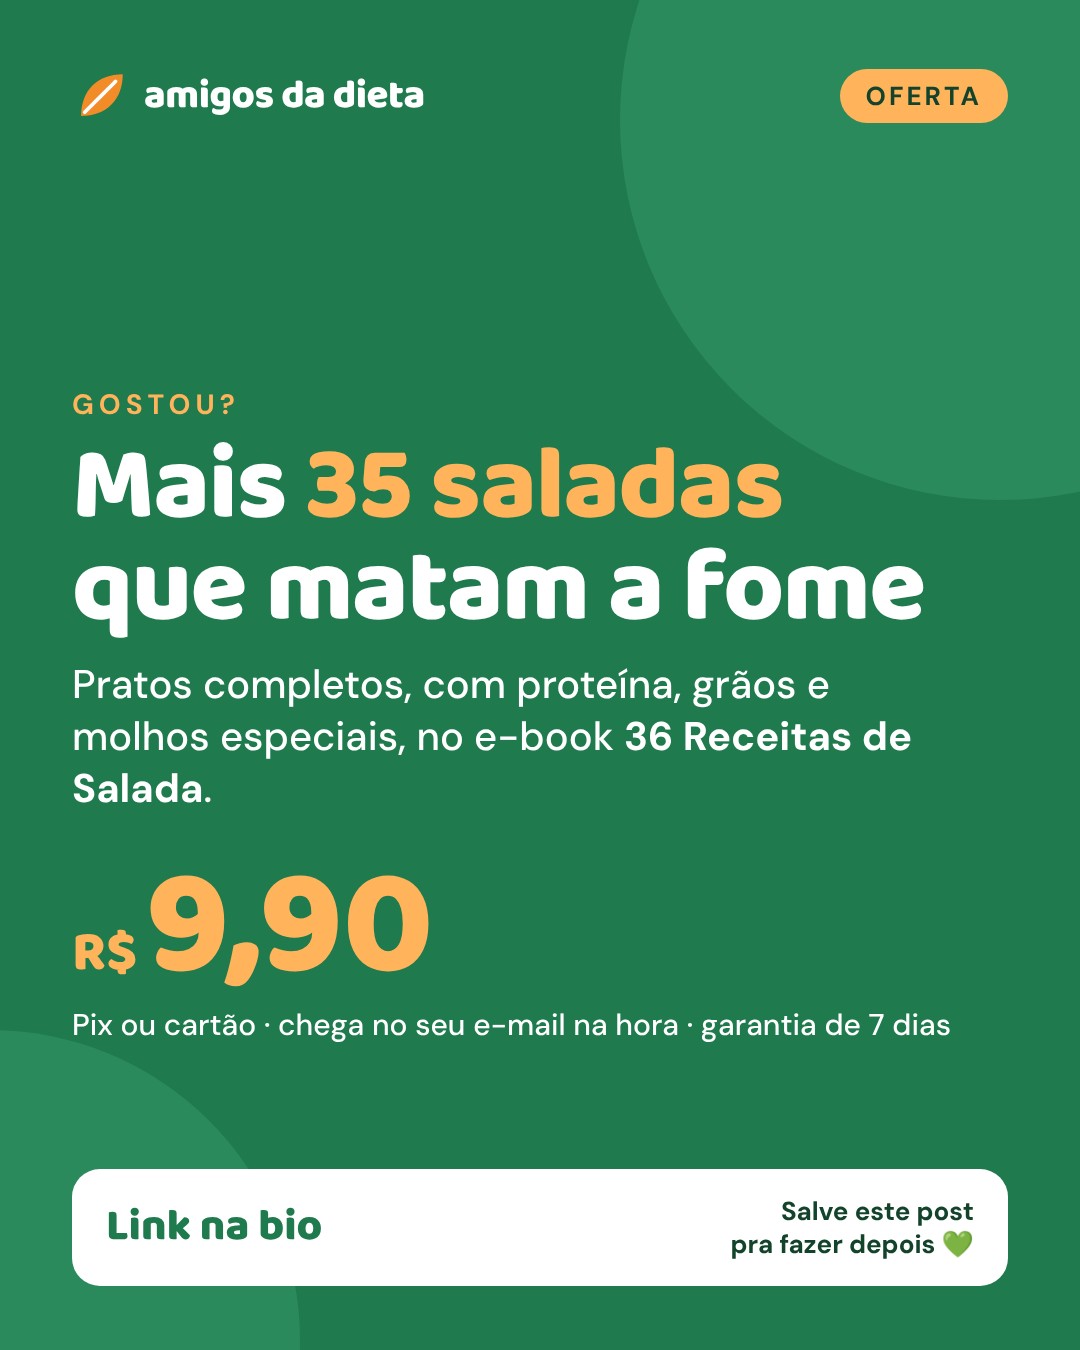 amigos da dieta
OFERTA
GOSTOU?
Mais 35 saladas
que matam a fome
Pratos completos, com proteína, grãos e
molhos especiais, no e-book 36 Receitas de
Salada.
R$ 9,90
Pix ou cartão · chega no seu e-mail na hora · garantia de 7 dias
Link na bio
Salve este post
pra fazer depois 💚